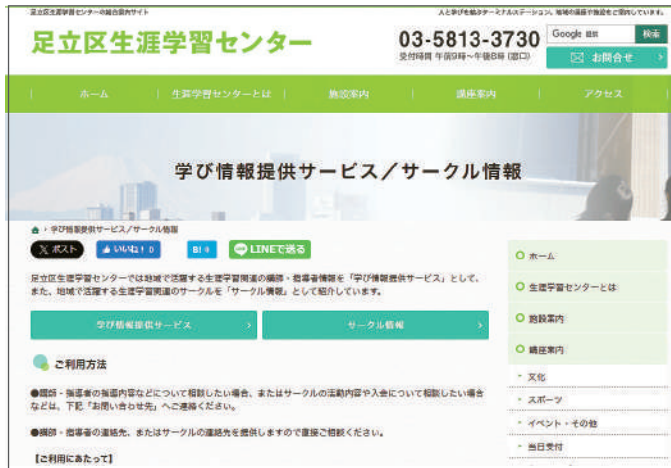 足立区生涯学習センターの総合案内サイト
人と学びを結ぶターミナルステーション、地域の講座や施設をご案内しています。
足立区生涯学習センター
03-5813-3730
受付時間 午前9時～午後8時 (窓口)
Google 検索
検索
お問合せ
ホーム
生涯学習センターとは
施設案内
講座案内
アクセス
学び情報提供サービス／サークル情報
学び情報提供サービス/サークル情報
ポスト
いいね！ 0
B! 0
LINEで送る
足立区生涯学習センターでは地域で活躍する生涯学習関連の講師・指導者情報を「学び情報提供サービス」として、
また、地域で活躍する生涯学習関連のサークルを「サークル情報」として紹介しています。
学び情報提供サービス
サークル情報
ご利用方法
●講師・指導者の指導内容などについて相談したい場合、またはサークルの活動内容や入会について相談したい場合
などは、下記「お問い合わせ先」へご連絡ください。
●講師・指導者の連絡先、またはサークルの連絡先を提供しますので直接ご相談ください。
【ご利用にあたって】
ホーム
生涯学習センターとは
施設案内
講座案内
文化
スポーツ
イベント・その他
当日受付